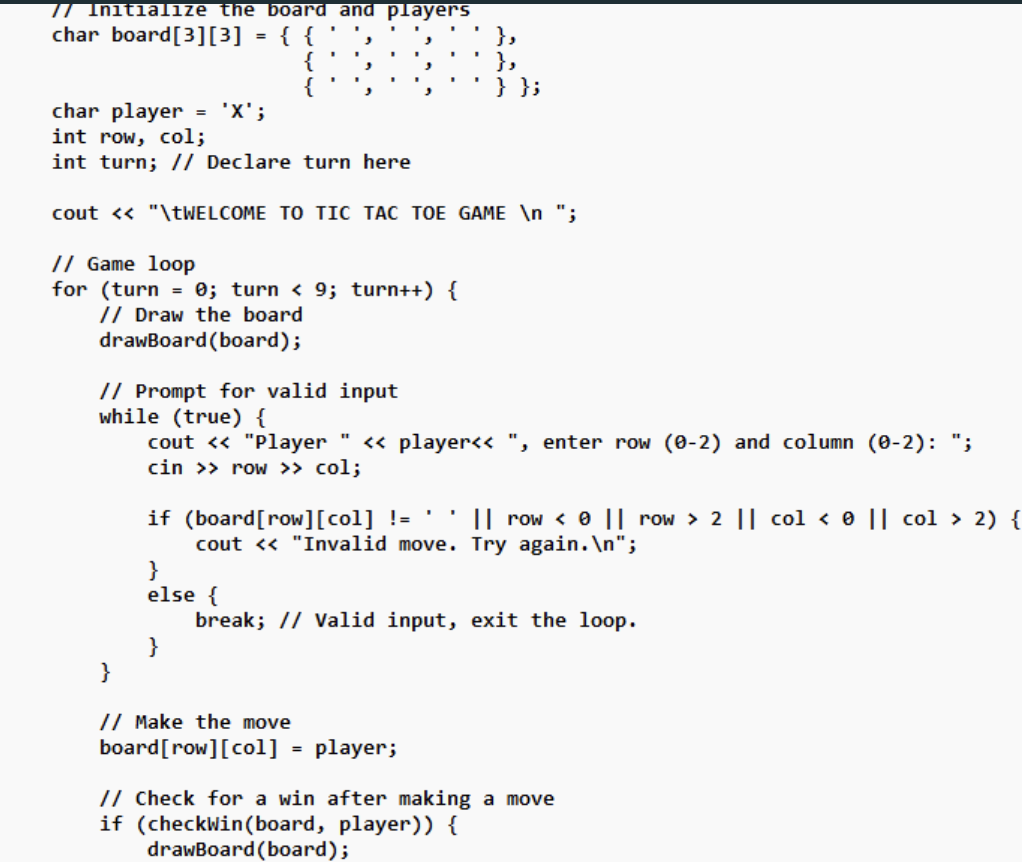 // Initialize the board and players
char board[3][3] = { { ' ', ' ', ' ' },
                     { ' ', ' ', ' ' },
                     { ' ', ' ', ' ' } };
char player = 'X';
int row, col;
int turn; // Declare turn here

cout << "\tWELCOME TO TIC TAC TOE GAME \n ";

// Game loop
for (turn = 0; turn < 9; turn++) {
    // Draw the board
    drawBoard(board);

    // Prompt for valid input
    while (true) {
        cout << "Player " << player<< ", enter row (0-2) and column (0-2): ";
        cin >> row >> col;

        if (board[row][col] != ' ' || row < 0 || row > 2 || col < 0 || col > 2) {
            cout << "Invalid move. Try again.\n";
        }
        else {
            break; // Valid input, exit the loop.
        }
    }

    // Make the move
    board[row][col] = player;

    // Check for a win after making a move
    if (checkWin(board, player)) {
        drawBoard(board);